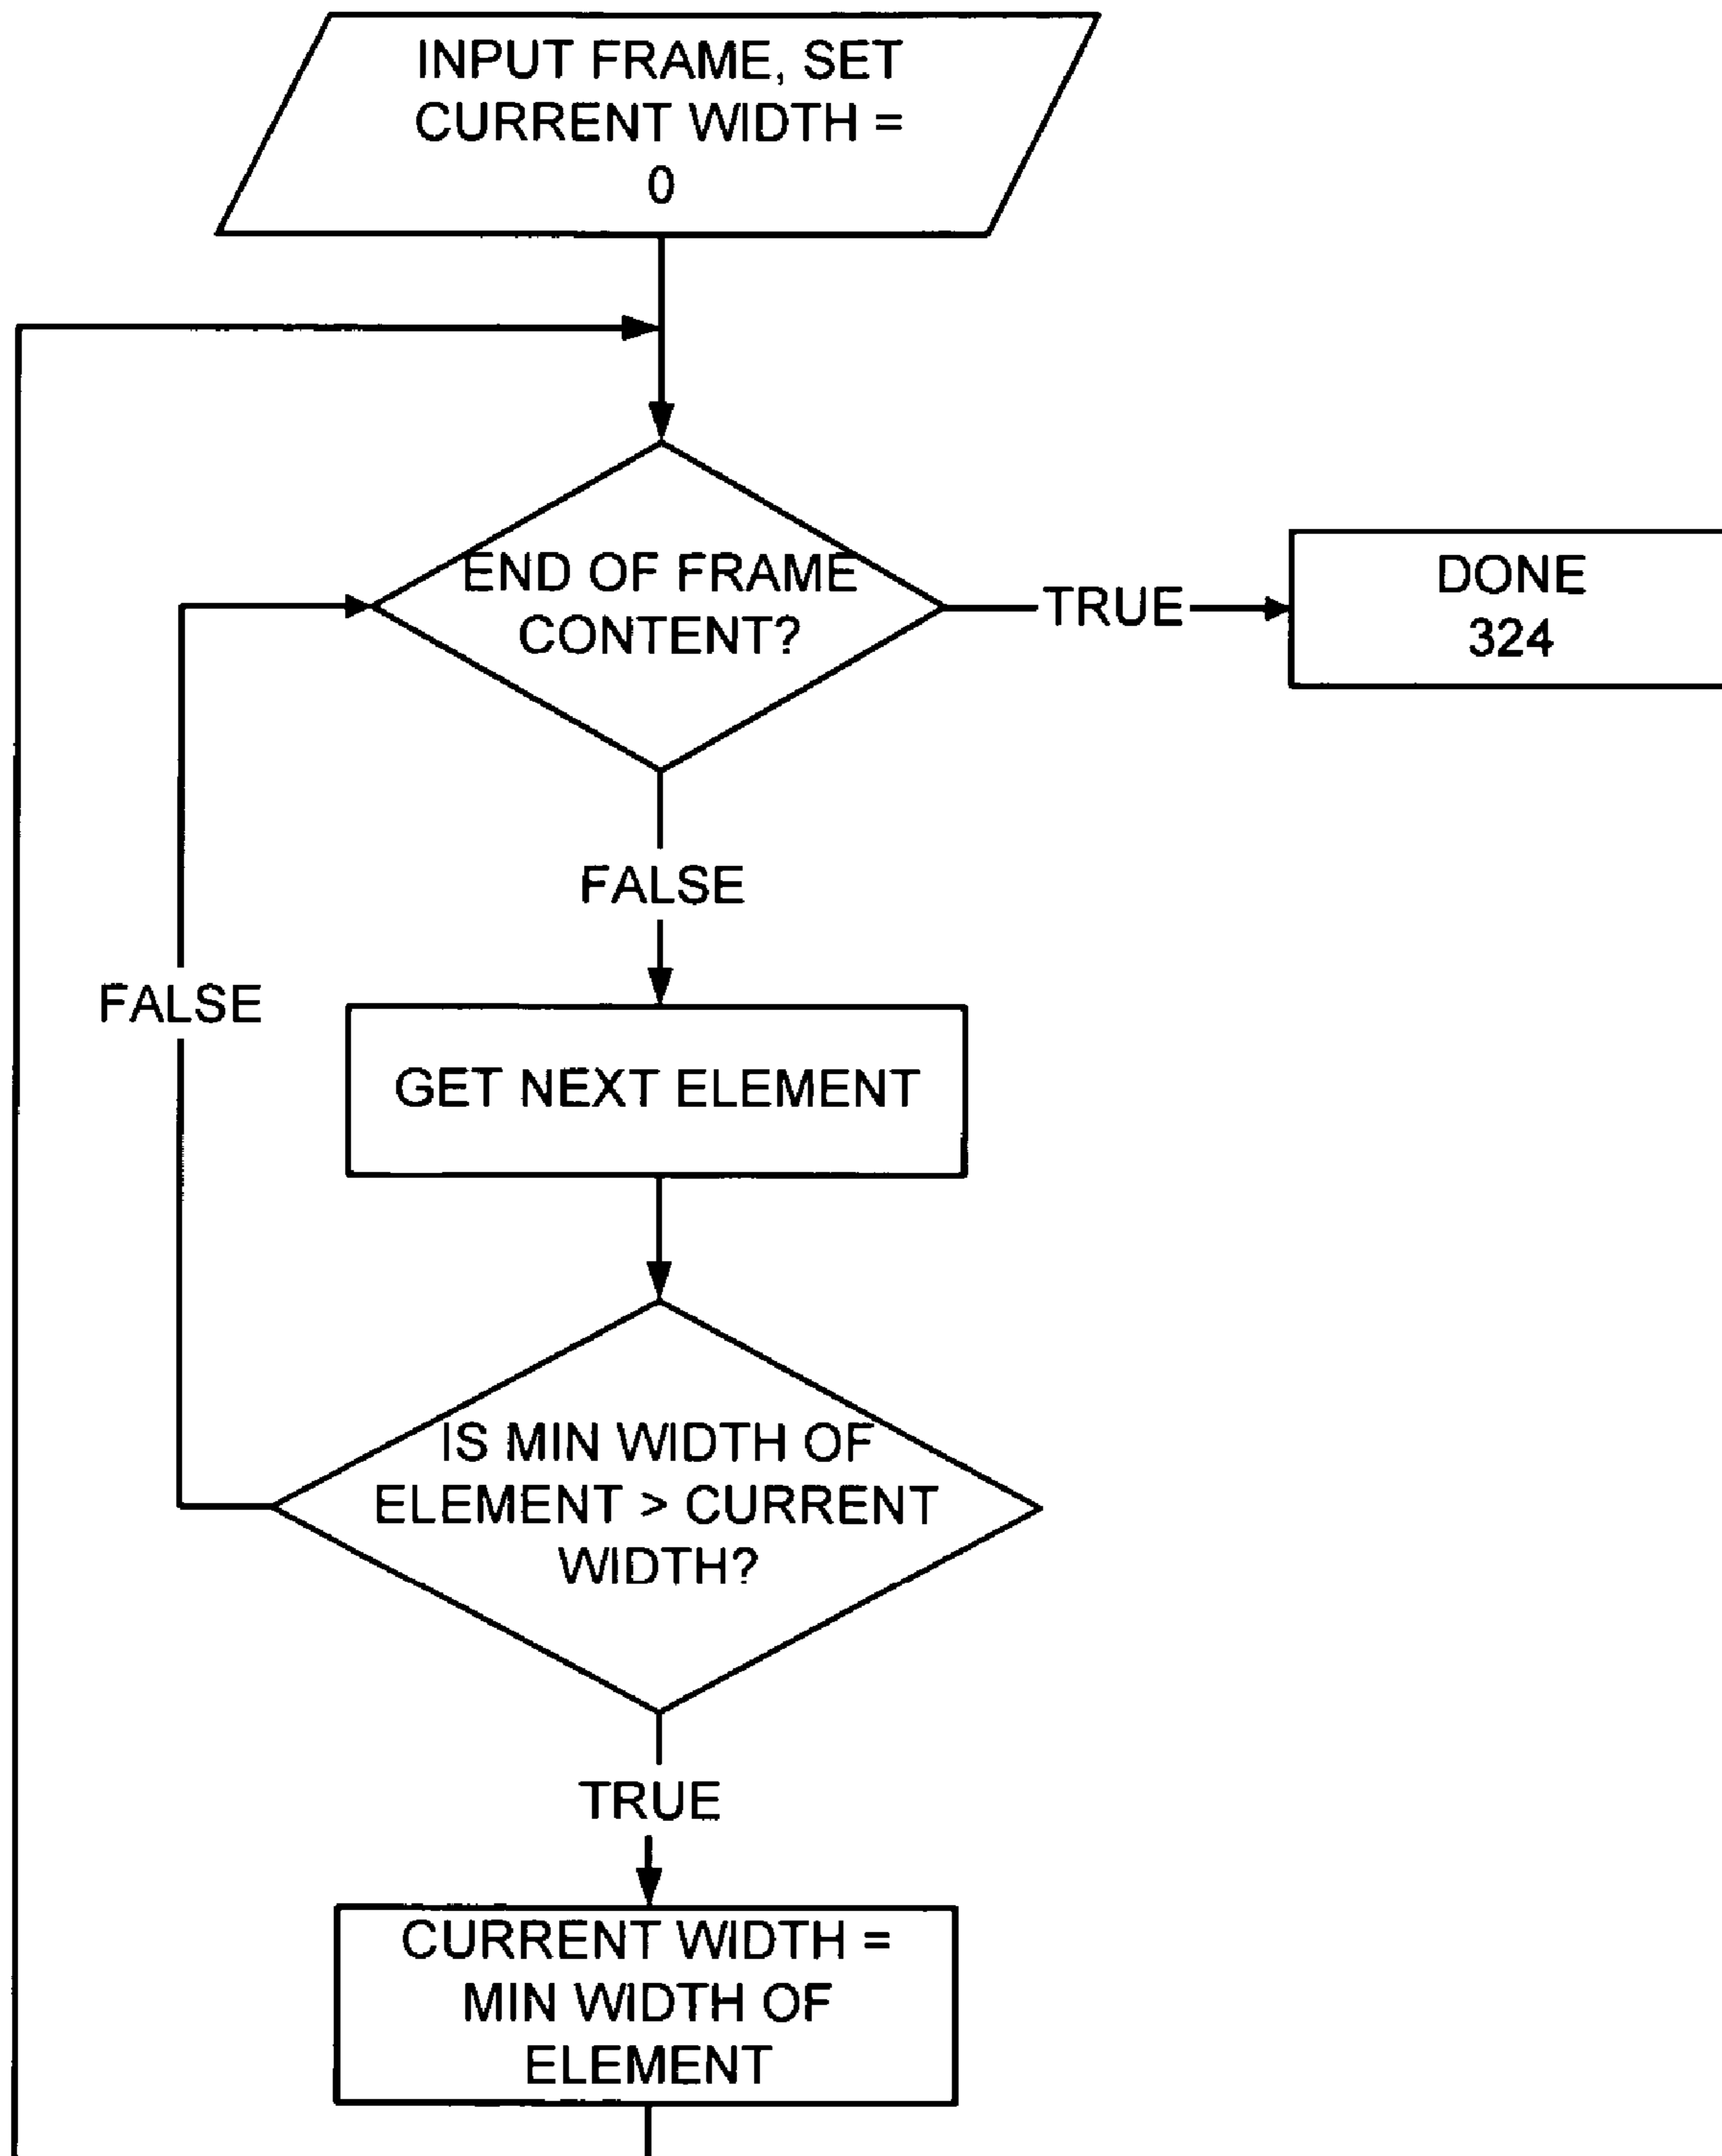 INPUT FRAME, SET
CURRENT WIDTH =
0
END OF FRAME
CONTENT?
TRUE
DONE
324
FALSE
FALSE
GET NEXT ELEMENT
IS MIN WIDTH OF
ELEMENT > CURRENT
WIDTH?
TRUE
CURRENT WIDTH =
MIN WIDTH OF
ELEMENT